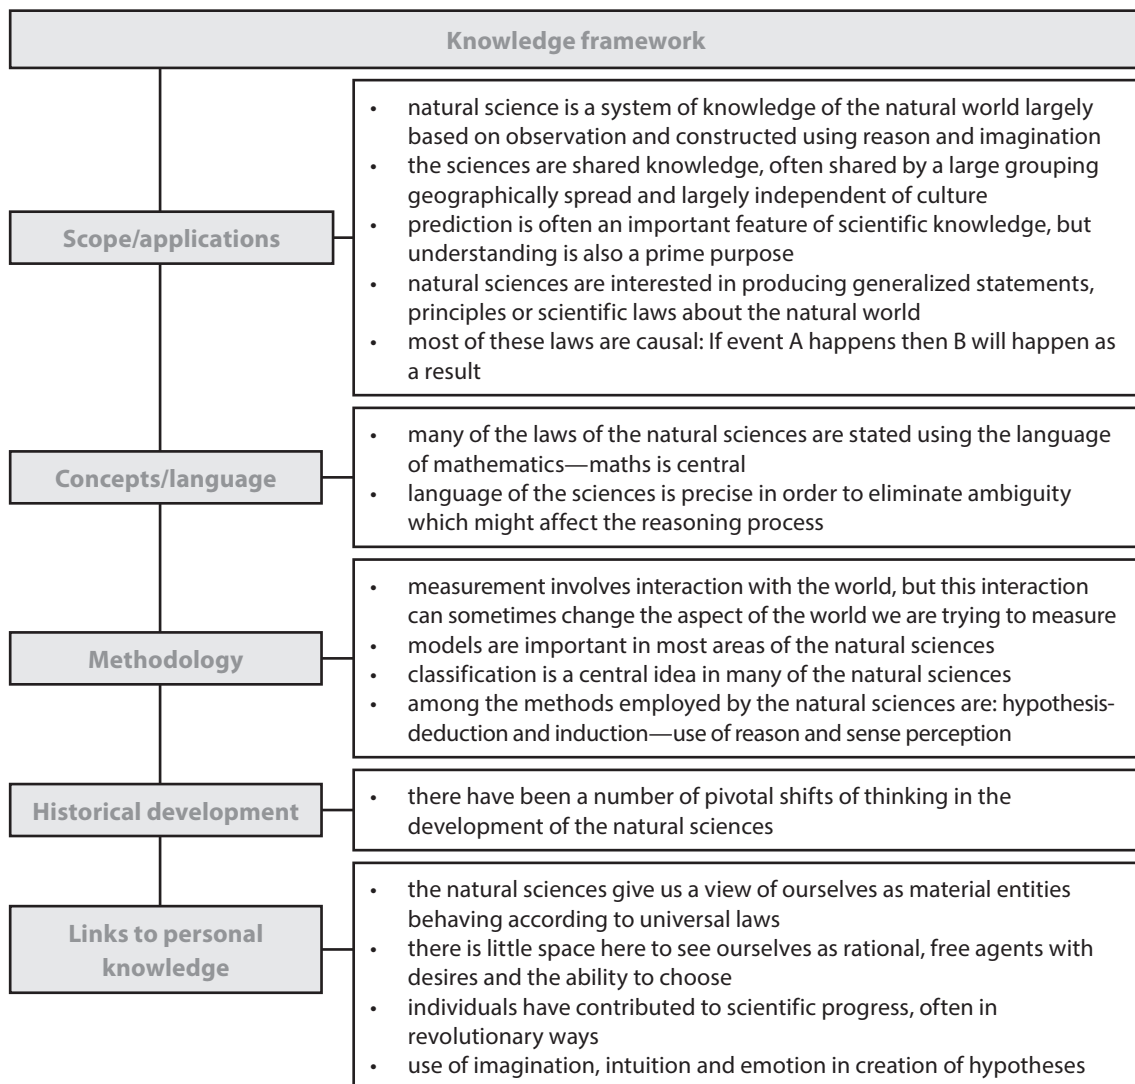 Knowledge framework
Scope/applications
• natural science is a system of knowledge of the natural world largely
based on observation and constructed using reason and imagination
• the sciences are shared knowledge, often shared by a large grouping
geographically spread and largely independent of culture
• prediction is often an important feature of scientific knowledge, but
understanding is also a prime purpose
• natural sciences are interested in producing generalized statements,
principles or scientific laws about the natural world
• most of these laws are causal: If event A happens then B will happen as
a result
Concepts/language
• many of the laws of the natural sciences are stated using the language
of mathematics—maths is central
• language of the sciences is precise in order to eliminate ambiguity
which might affect the reasoning process
Methodology
• measurement involves interaction with the world, but this interaction
can sometimes change the aspect of the world we are trying to measure
• models are important in most areas of the natural sciences
• classification is a central idea in many of the natural sciences
• among the methods employed by the natural sciences are: hypothesis-
deduction and induction—use of reason and sense perception
Historical development
• there have been a number of pivotal shifts of thinking in the
development of the natural sciences
Links to personal
knowledge
• the natural sciences give us a view of ourselves as material entities
behaving according to universal laws
• there is little space here to see ourselves as rational, free agents with
desires and the ability to choose
• individuals have contributed to scientific progress, often in
revolutionary ways
• use of imagination, intuition and emotion in creation of hypotheses